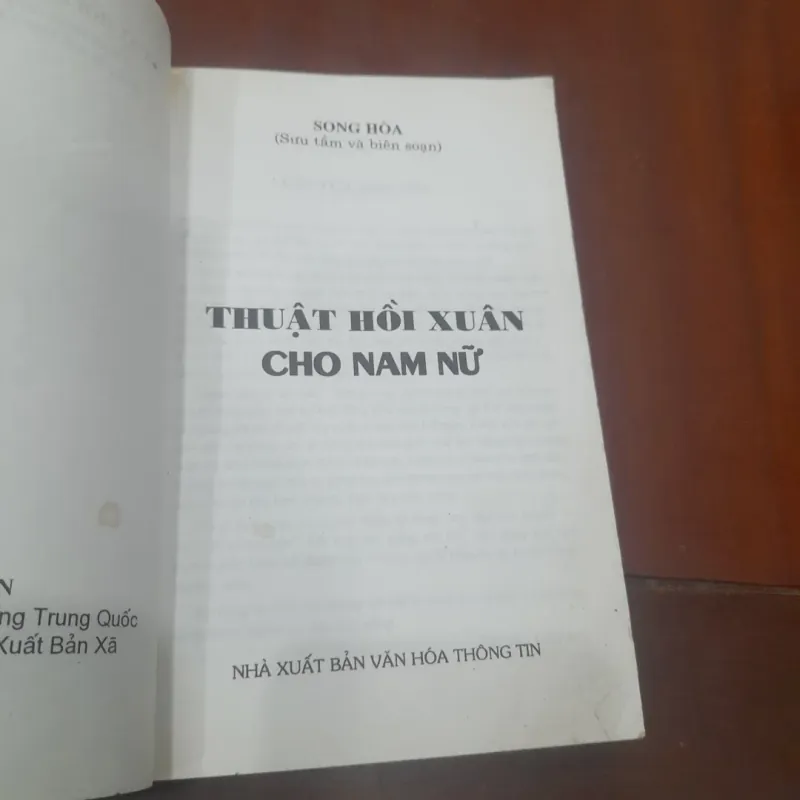 N
ng Trung Quốc
Xuất Bản Xã
SONG HÒA
(Sưu tầm và biên soạn)
THUẬT HỒI XUÂN
CHO NAM NỮ
NHÀ XUẤT BẢN VĂN HÓA THÔNG TIN